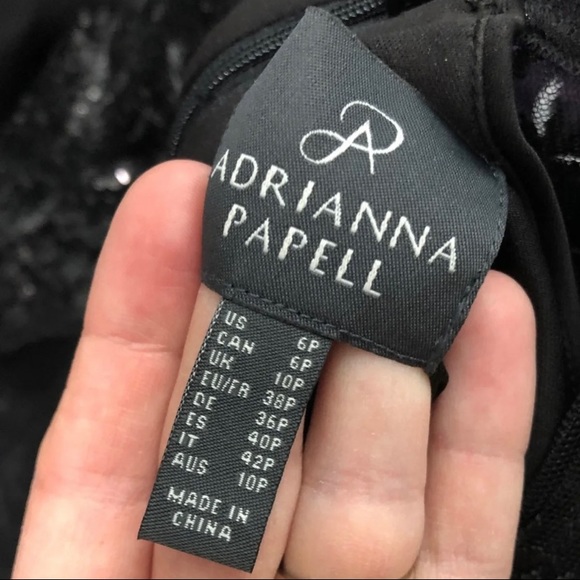 AP
ADRIANNA
PAPELL
US 6P
CAN 6P
UK 10P
EU/FR 38P
DE 36P
ES 40P
IT 42P
AUS 10P
MADE IN
CHINA